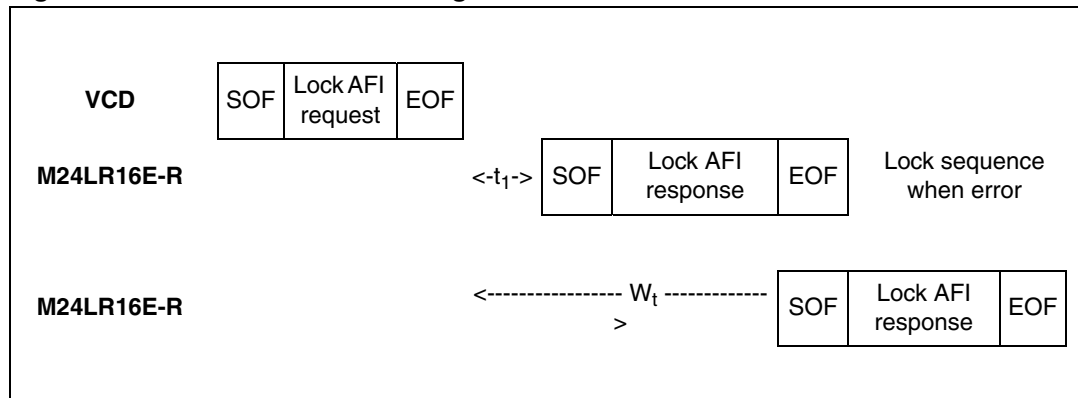 VCD SOF Lock AFI request EOF
M24LR16E-R <-t1-> SOF Lock AFI response EOF Lock sequence when error
M24LR16E-R <----------------- Wt ------------- > SOF Lock AFI response EOF